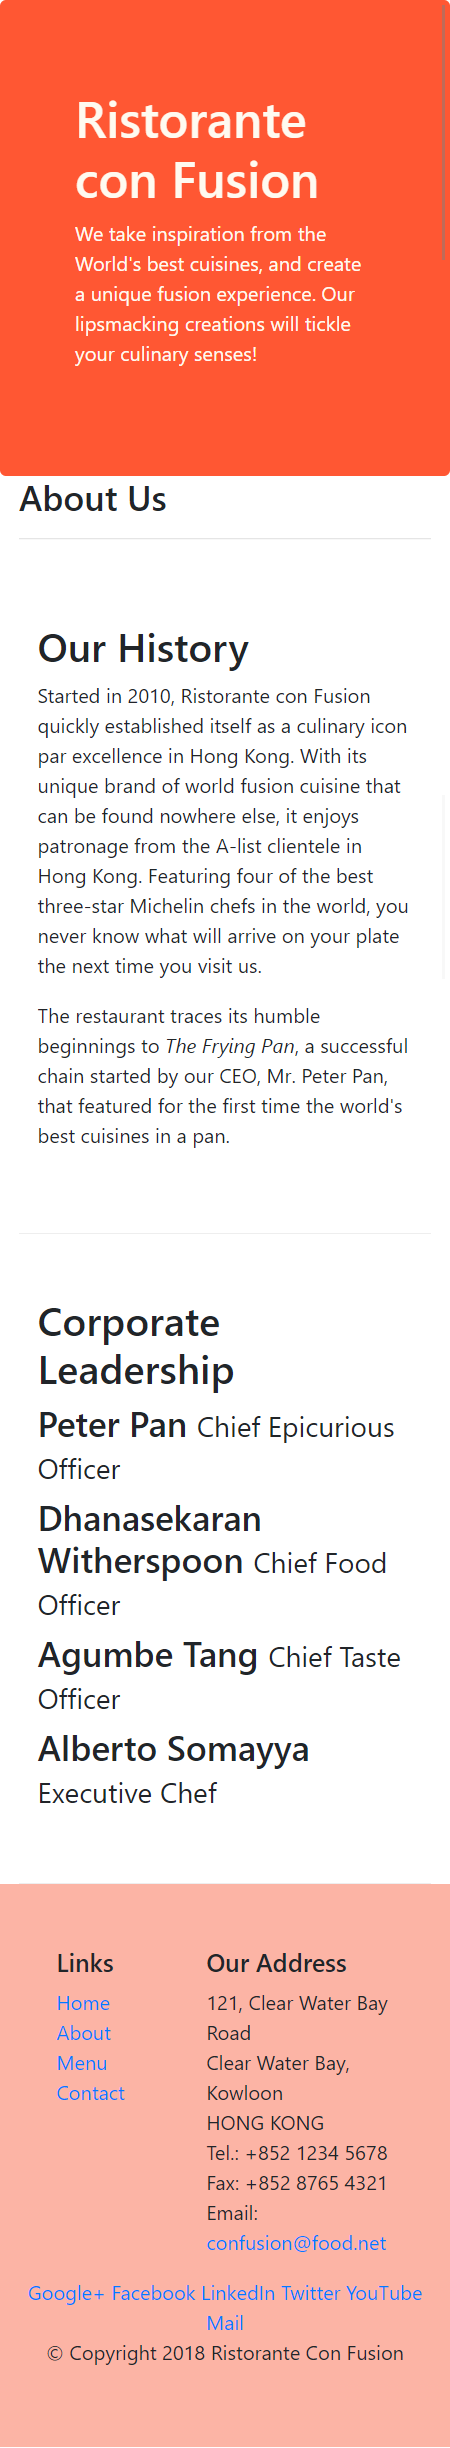 Ristorante
con Fusion
We take inspiration from the
World's best cuisines, and create
a unique fusion experience. Our
lipsmacking creations will tickle
your culinary senses!
About Us
Our History
Started in 2010, Ristorante con Fusion
quickly established itself as a culinary icon
par excellence in Hong Kong. With its
unique brand of world fusion cuisine that
can be found nowhere else, it enjoys
patronage from the A-list clientele in
Hong Kong. Featuring four of the best
three-star Michelin chefs in the world, you
never know what will arrive on your plate
the next time you visit us.
The restaurant traces its humble
beginnings to The Frying Pan, a successful
chain started by our CEO, Mr. Peter Pan,
that featured for the first time the world's
best cuisines in a pan.
Corporate
Leadership
Peter Pan Chief Epicurious
Officer
Dhanasekaran
Witherspoon Chief Food
Officer
Agumbe Tang Chief Taste
Officer
Alberto Somayya
Executive Chef
Links
Home
About
Menu
Contact
Our Address
121, Clear Water Bay
Road
Clear Water Bay,
Kowloon
HONG KONG
Tel.: +852 1234 5678
Fax: +852 8765 4321
Email:
confusion@food.net
Google+ Facebook LinkedIn Twitter YouTube
Mail
© Copyright 2018 Ristorante Con Fusion